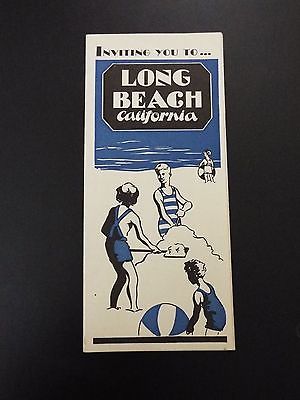 INVITING YOU TO...
LONG
BEACH
California